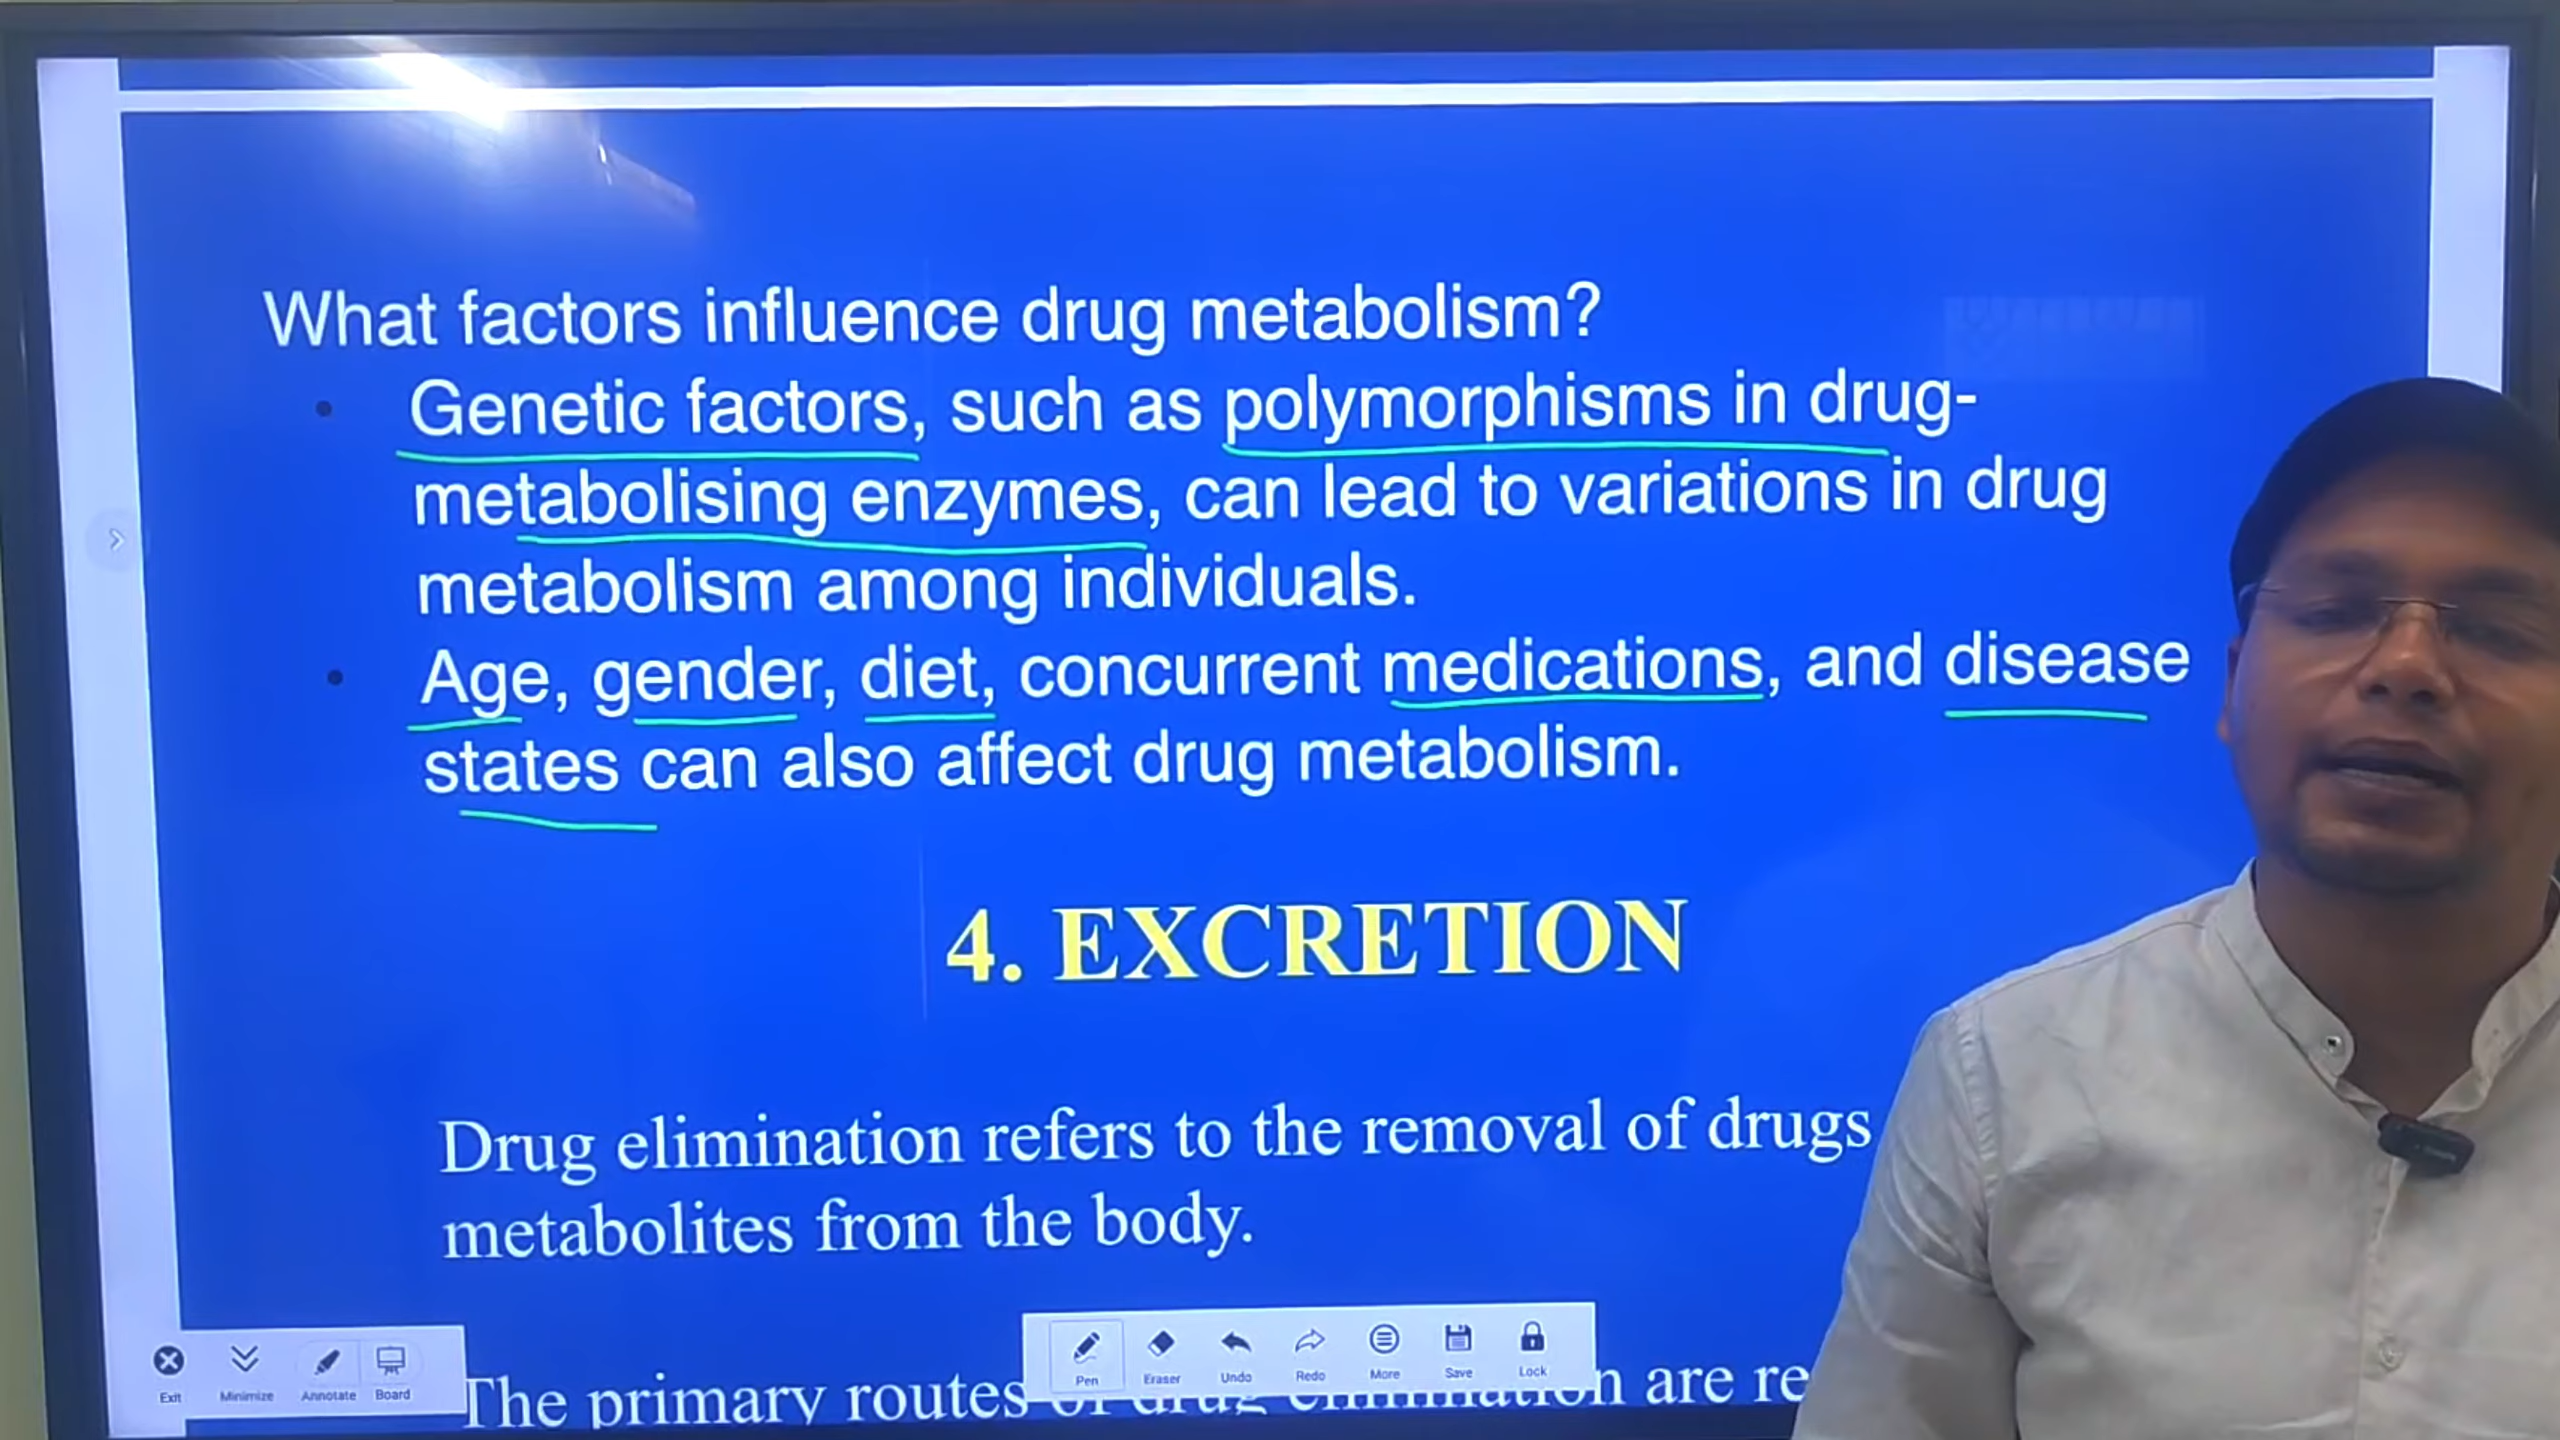 What factors influence drug metabolism?
• Genetic factors, such as polymorphisms in drug-
metabolising enzymes, can lead to variations in drug
metabolism among individuals.
• Age, gender, diet, concurrent medications, and disease
states can also affect drug metabolism.
4. EXCRETION
Drug elimination refers to the removal of drugs
metabolites from the body.
The primary routes of drug elimination are re
Exit Minimize Annotate Board
Pen Eraser Undo Redo More Save Lock